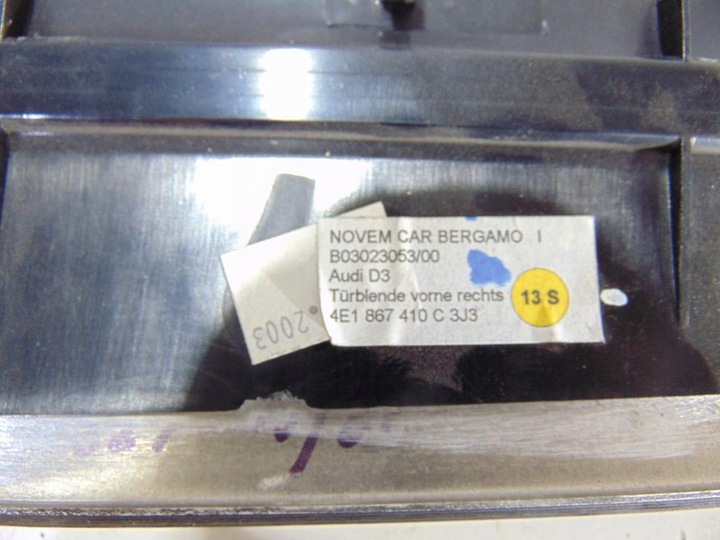 NOVEM CAR BERGAMO I
B03023053/00
Audi D3
Türblende vorne rechts
4E1 867 410 C 3J3
13 S
.2003